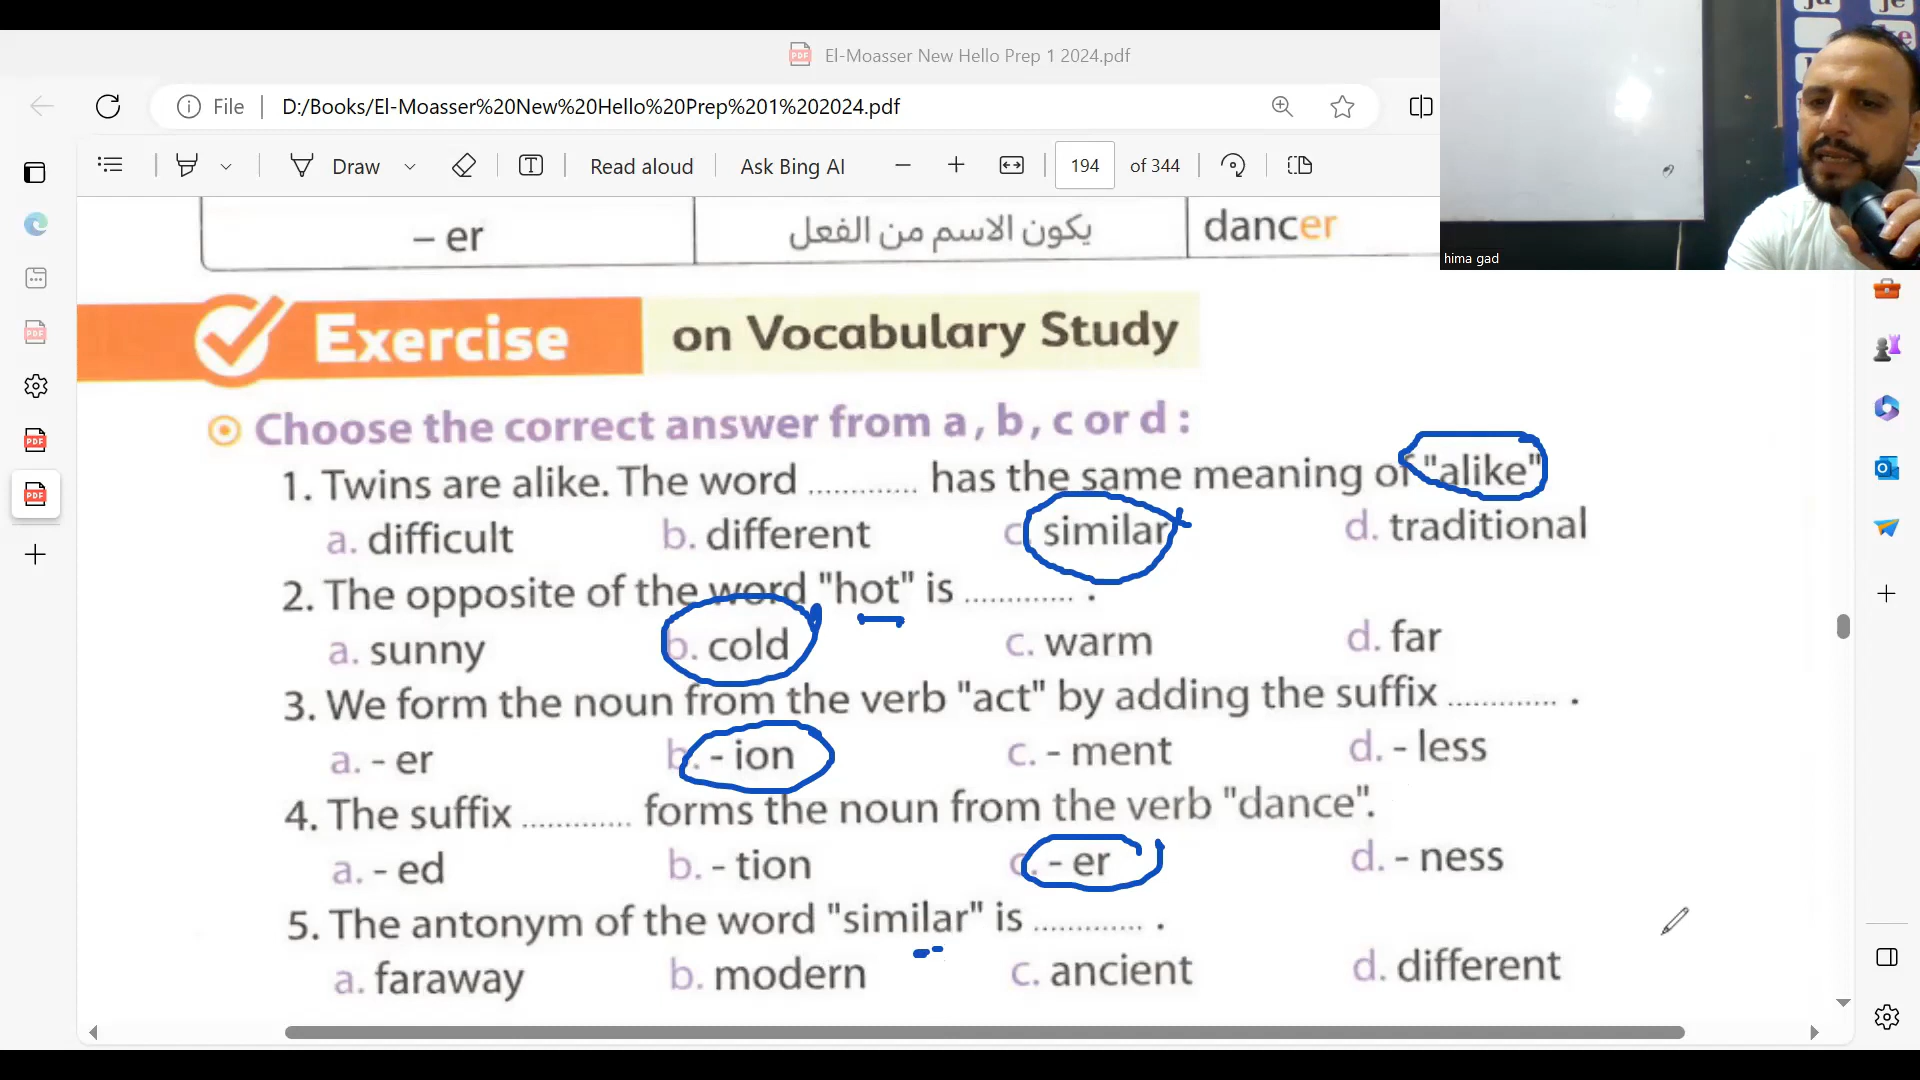 El-Moasser New Hello Prep 1 2024.pdf
File D:/Books/El-Moasser%20New%20Hello%20Prep%201%202024.pdf
Draw Read aloud Ask Bing AI 194 of 344
hima gad
– er يكون الاسم من الفعل dancer
Exercise on Vocabulary Study
Choose the correct answer from a , b , c or d :
1. Twins are alike. The word ............. has the same meaning of "alike"
a. difficult b. different c. similar d. traditional
2. The opposite of the word "hot" is ............. .
a. sunny b. cold c. warm d. far
3. We form the noun from the verb "act" by adding the suffix ............. .
a. - er b. - ion c. - ment d. - less
4. The suffix ............. forms the noun from the verb "dance".
a. - ed b. - tion c. - er d. - ness
5. The antonym of the word "similar" is ............. .
a. faraway b. modern c. ancient d. different